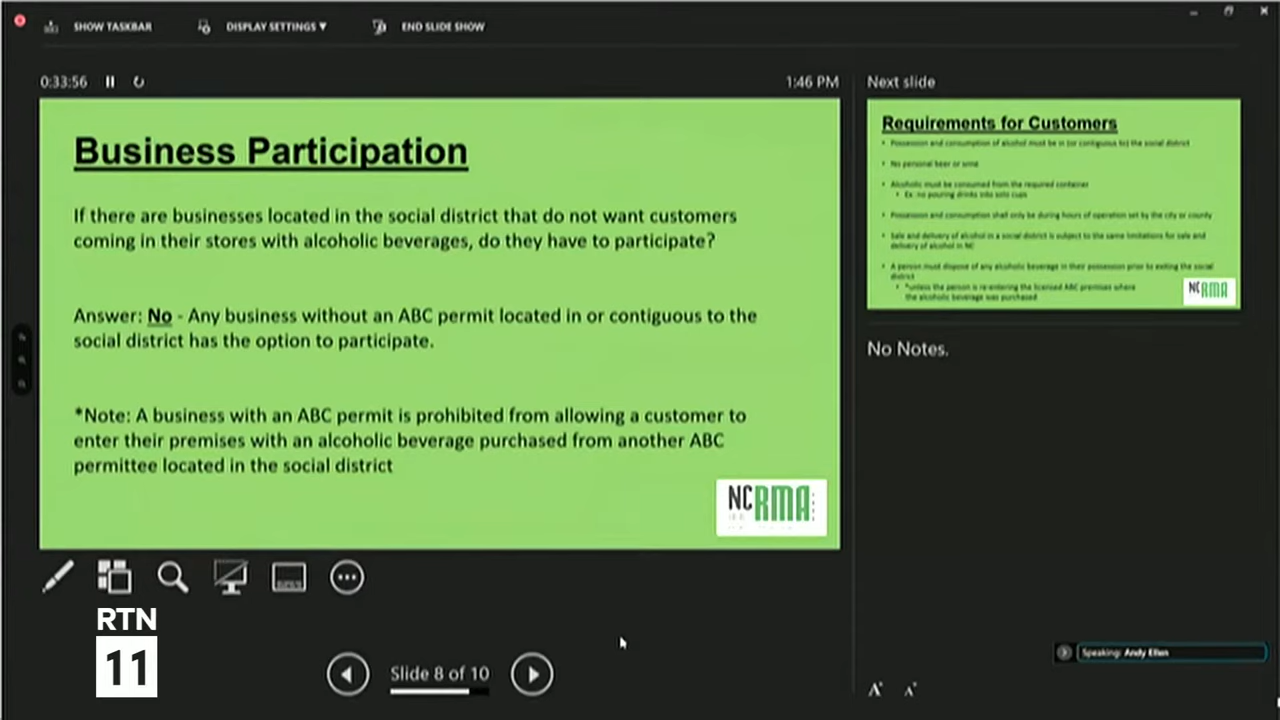 SHOW TASKBAR
DISPLAY SETTINGS ▼
END SLIDE SHOW
0:33:56
1:46 PM
Business Participation
If there are businesses located in the social district that do not want customers
coming in their stores with alcoholic beverages, do they have to participate?
Answer: No - Any business without an ABC permit located in or contiguous to the
social district has the option to participate.
*Note: A business with an ABC permit is prohibited from allowing a customer to
enter their premises with an alcoholic beverage purchased from another ABC
permittee located in the social district
NCRMA
Next slide
Requirements for Customers
• Possession and consumption of alcohol must be in (or contiguous to) the social district
• No personal beer or wine
• Alcoholic must be consumed from the required container
• Ex: no pouring drinks into solo cups
• Possession and consumption shall only be during hours of operation set by the city or county
• Sale and delivery of alcohol in a social district is subject to the same limitations for sale and
delivery of alcohol in NC
• A person must dispose of any alcoholic beverage in their possession prior to exiting the social
district
• *unless the person is re-entering the licensed ABC premises where
the alcoholic beverage was purchased
NCRMA
No Notes.
RTN
11
Slide 8 of 10
Speaking: Andy Ellen
A A